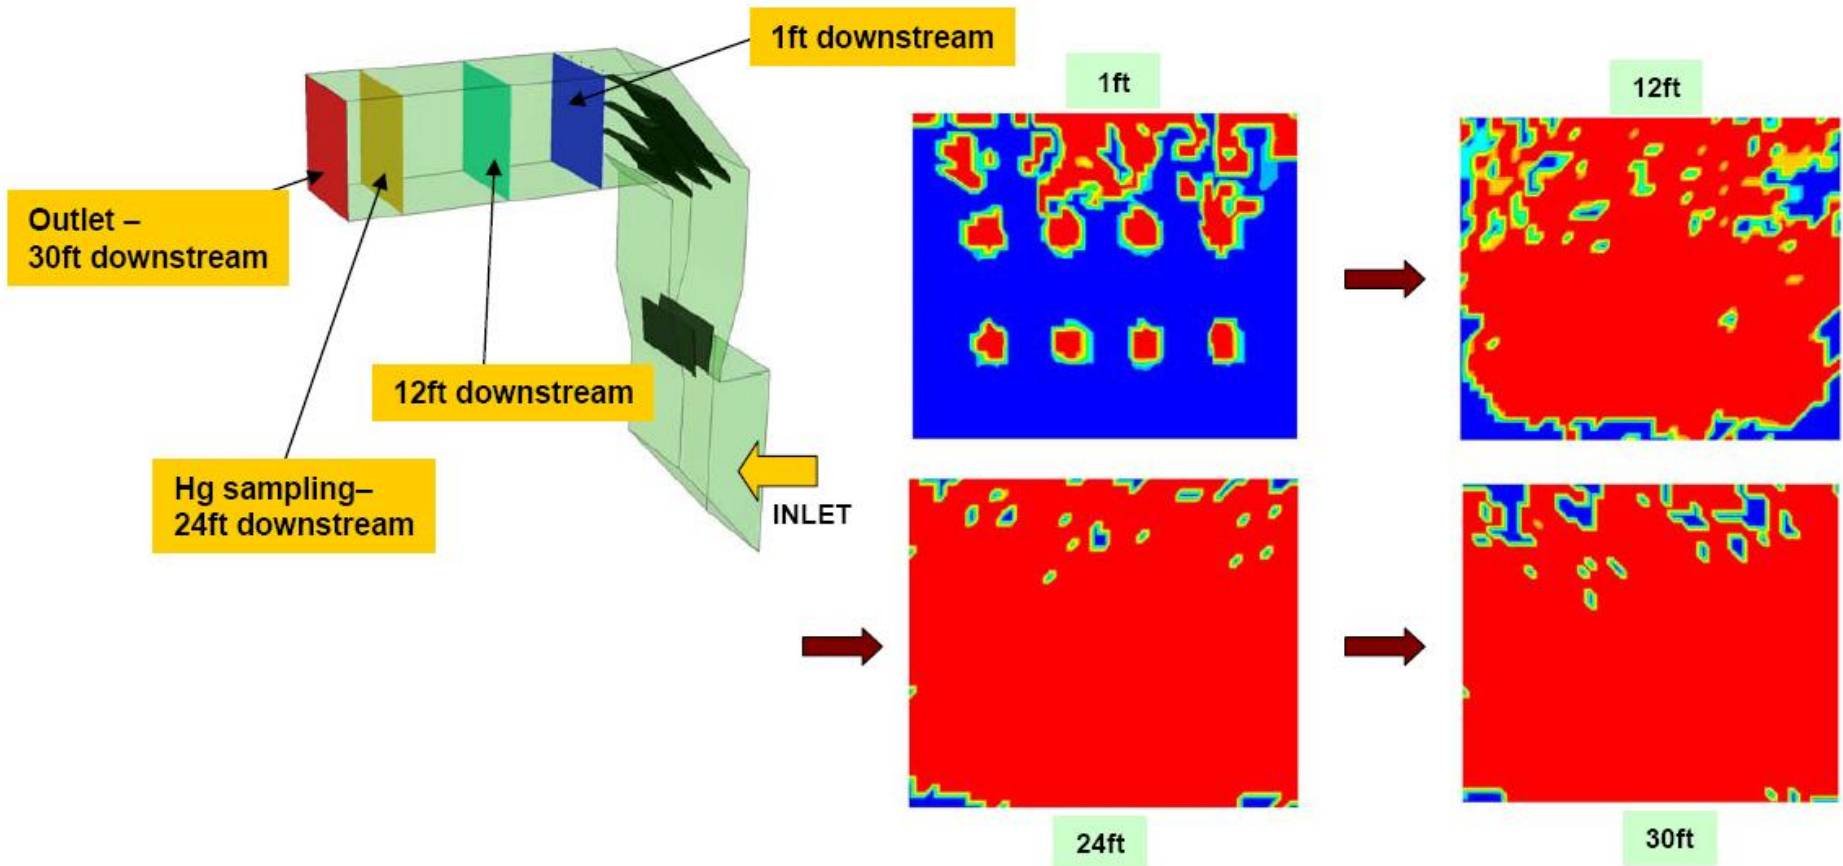 1ft downstream
1ft
12ft
Outlet –
30ft downstream
12ft downstream
Hg sampling–
24ft downstream
INLET
24ft
30ft